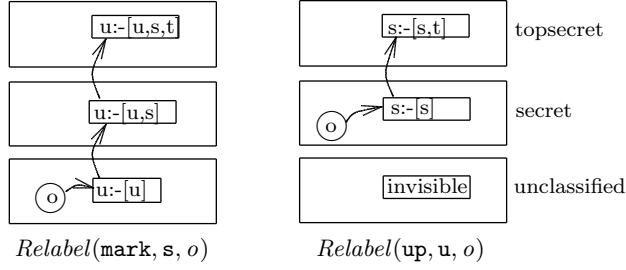 u:-[u,s,t]
s:-[s,t]
topsecret
u:-[u,s]
s:-[s]
o
secret
o
u:-[u]
invisible
unclassified
Relabel(mark, s, o)
Relabel(up, u, o)